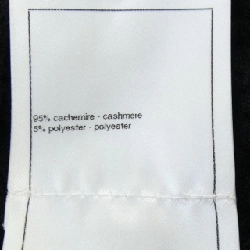 95% cachemire - cashmere
5% polyester - polyester